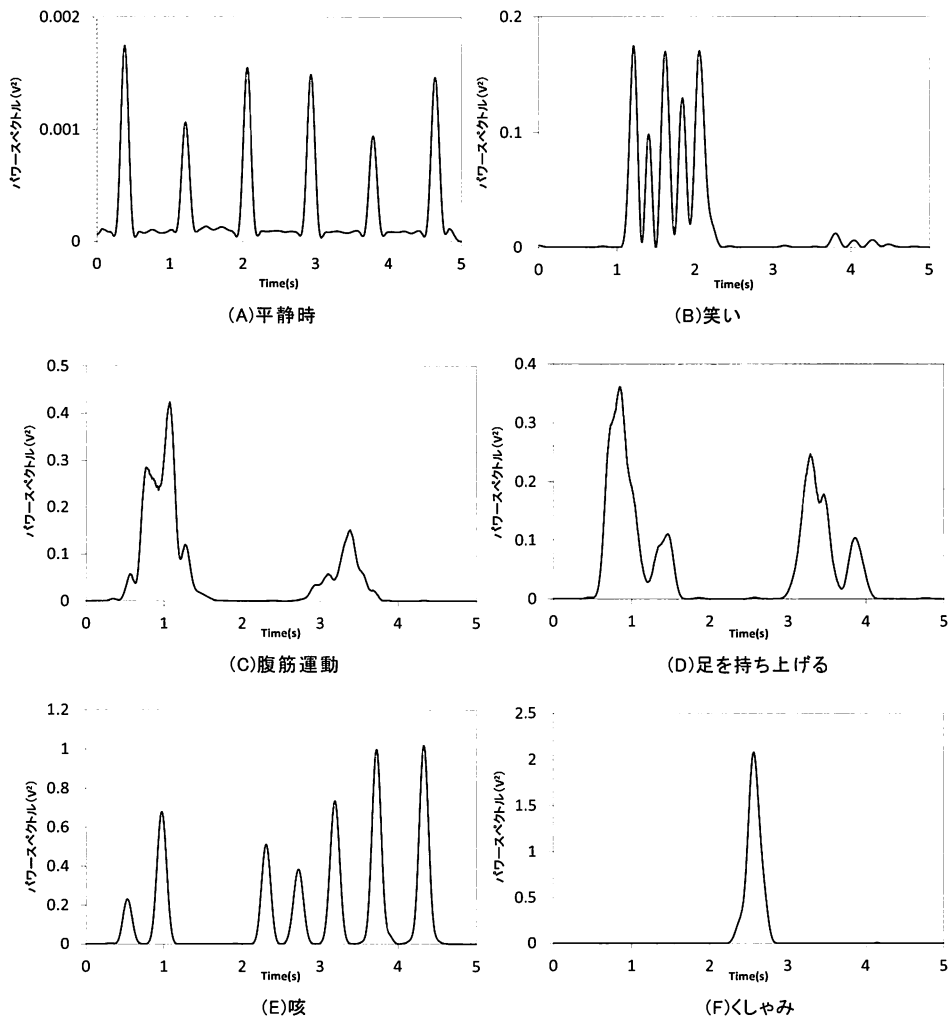 0.002
0.001
0
パワースペクトル(V²)
0 1 2 3 4 5
Time(s)
(A)平静時
0.2
0.1
0
パワースペクトル(V²)
0 1 2 3 4 5
Time(s)
(B)笑い
0.5
0.4
0.3
0.2
0.1
0
パワースペクトル(V²)
0 1 2 3 4 5
Time(s)
(C)腹筋運動
0.4
0.3
0.2
0.1
0
パワースペクトル(V²)
0 1 2 3 4 5
Time(s)
(D)足を持ち上げる
1.2
1
0.8
0.6
0.4
0.2
0
パワースペクトル(V²)
0 1 2 3 4 5
Time(s)
(E)咳
2.5
2
1.5
1
0.5
0
パワースペクトル(V²)
0 1 2 3 4 5
Time(s)
(F)くしゃみ